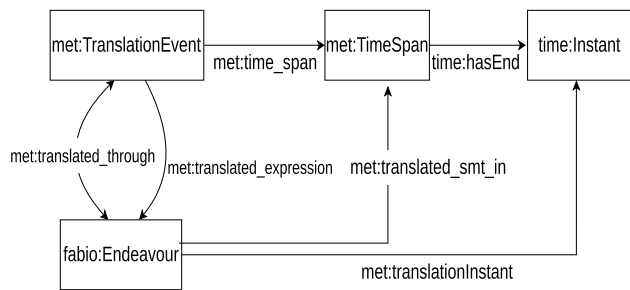 met:TranslationEvent
met:time_span
met:TimeSpan
time:hasEnd
time:Instant
met:translated_through
met:translated_expression
met:translated_smt_in
fabio:Endeavour
met:translationInstant